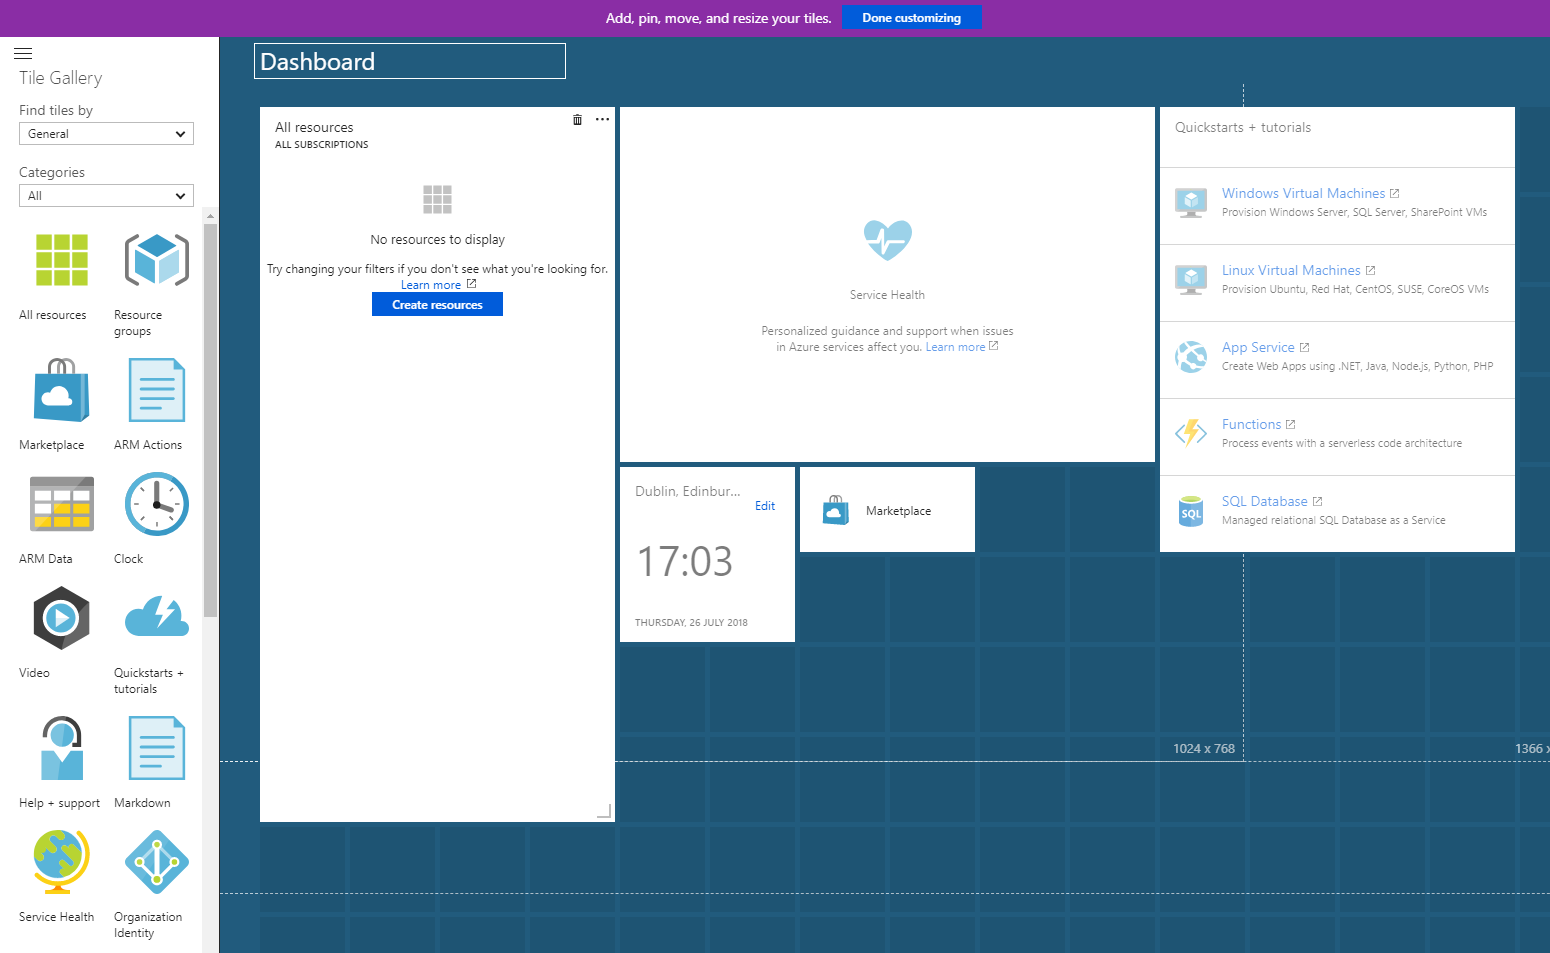 Add, pin, move, and resize your tiles.
Done customizing
Tile Gallery
Find tiles by
General
Categories
All
All resources
Resource
groups
Marketplace
ARM Actions
ARM Data
Clock
Video
Quickstarts +
tutorials
Help + support
Markdown
Service Health
Organization
Identity
Dashboard
All resources
ALL SUBSCRIPTIONS
No resources to display
Try changing your filters if you don't see what you're looking for.
Learn more
Create resources
Service Health
Personalized guidance and support when issues
in Azure services affect you. Learn more
Dublin, Edinbur...
Edit
17:03
THURSDAY, 26 JULY 2018
Marketplace
Quickstarts + tutorials
Windows Virtual Machines
Provision Windows Server, SQL Server, SharePoint VMs
Linux Virtual Machines
Provision Ubuntu, Red Hat, CentOS, SUSE, CoreOS VMs
App Service
Create Web Apps using .NET, Java, Node.js, Python, PHP
Functions
Process events with a serverless code architecture
SQL
SQL Database
Managed relational SQL Database as a Service
1024 x 768
1366 x